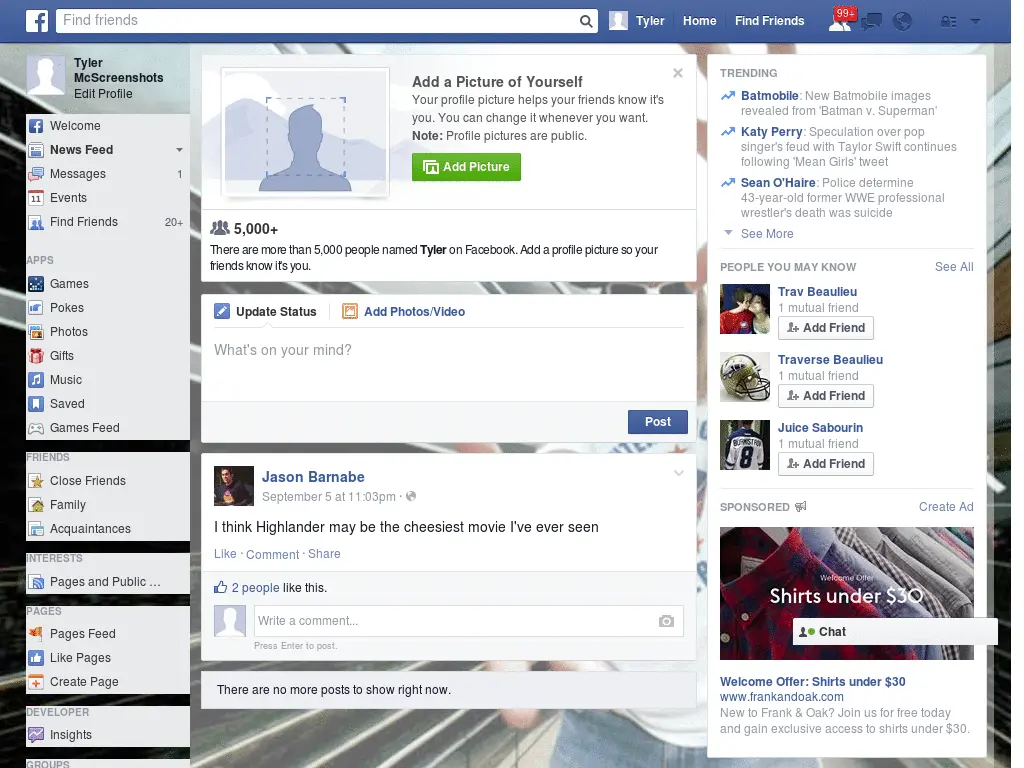 Find friends
Tyler
Home
Find Friends
99+
Tyler
McScreenshots
Edit Profile
Welcome
News Feed
Messages 1
Events
Find Friends 20+
APPS
Games
Pokes
Photos
Gifts
Music
Saved
Games Feed
FRIENDS
Close Friends
Family
Acquaintances
INTERESTS
Pages and Public ...
PAGES
Pages Feed
Like Pages
Create Page
DEVELOPER
Insights
GROUPS
Add a Picture of Yourself
Your profile picture helps your friends know it's
you. You can change it whenever you want.
Note: Profile pictures are public.
Add Picture
5,000+
There are more than 5,000 people named Tyler on Facebook. Add a profile picture so your
friends know it's you.
Update Status
Add Photos/Video
What's on your mind?
Post
Jason Barnabe
September 5 at 11:03pm ·
I think Highlander may be the cheesiest movie I've ever seen
Like · Comment · Share
2 people like this.
Write a comment...
Press Enter to post.
There are no more posts to show right now.
TRENDING
Batmobile: New Batmobile images
revealed from 'Batman v. Superman'
Katy Perry: Speculation over pop
singer's feud with Taylor Swift continues
following 'Mean Girls' tweet
Sean O'Haire: Police determine
43-year-old former WWE professional
wrestler's death was suicide
See More
PEOPLE YOU MAY KNOW See All
Trav Beaulieu
1 mutual friend
Add Friend
Traverse Beaulieu
1 mutual friend
Add Friend
Juice Sabourin
1 mutual friend
Add Friend
SPONSORED Create Ad
Welcome Offer
Shirts under $30
Chat
Welcome Offer: Shirts under $30
www.frankandoak.com
New to Frank & Oak? Join us for free today
and gain exclusive access to shirts under $30.